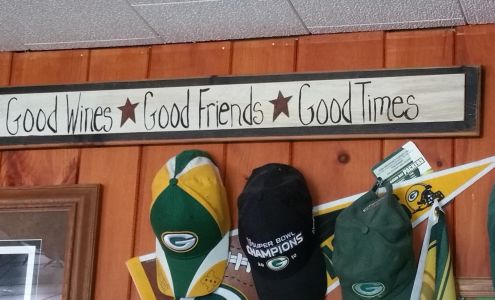 Good Wines ★ Good Friends ★ Good Times
G
SUPER BOWL
CHAMPIONS
G
G